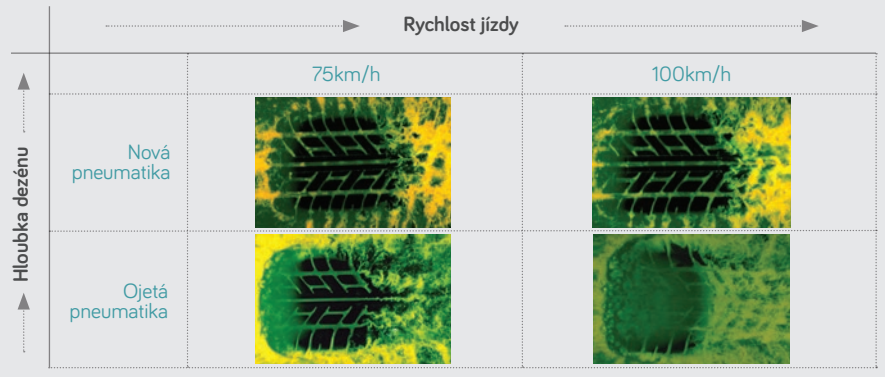 Rychlost jízdy
75km/h
100km/h
Hloubka dezénu
Nová
pneumatika
Ojetá
pneumatika